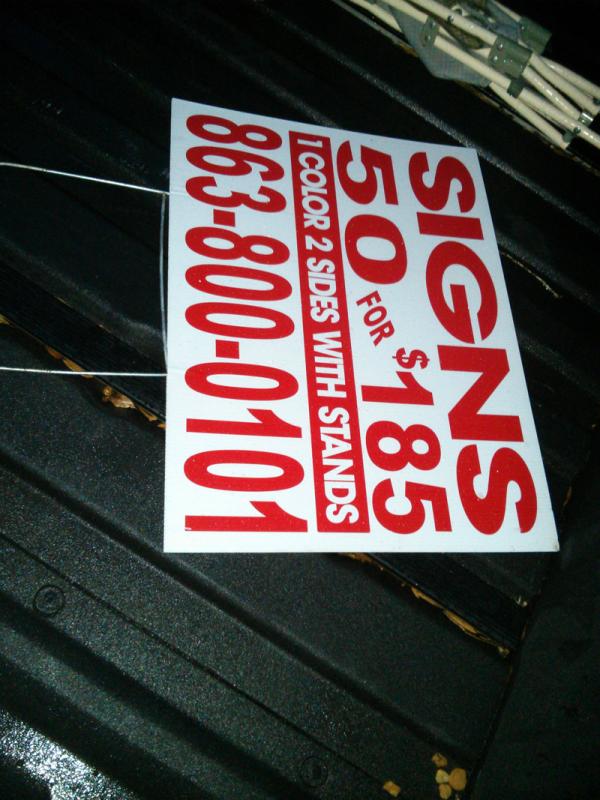 SIGNS
50 FOR $185
1 COLOR 2 SIDES WITH STANDS
863-800-0101